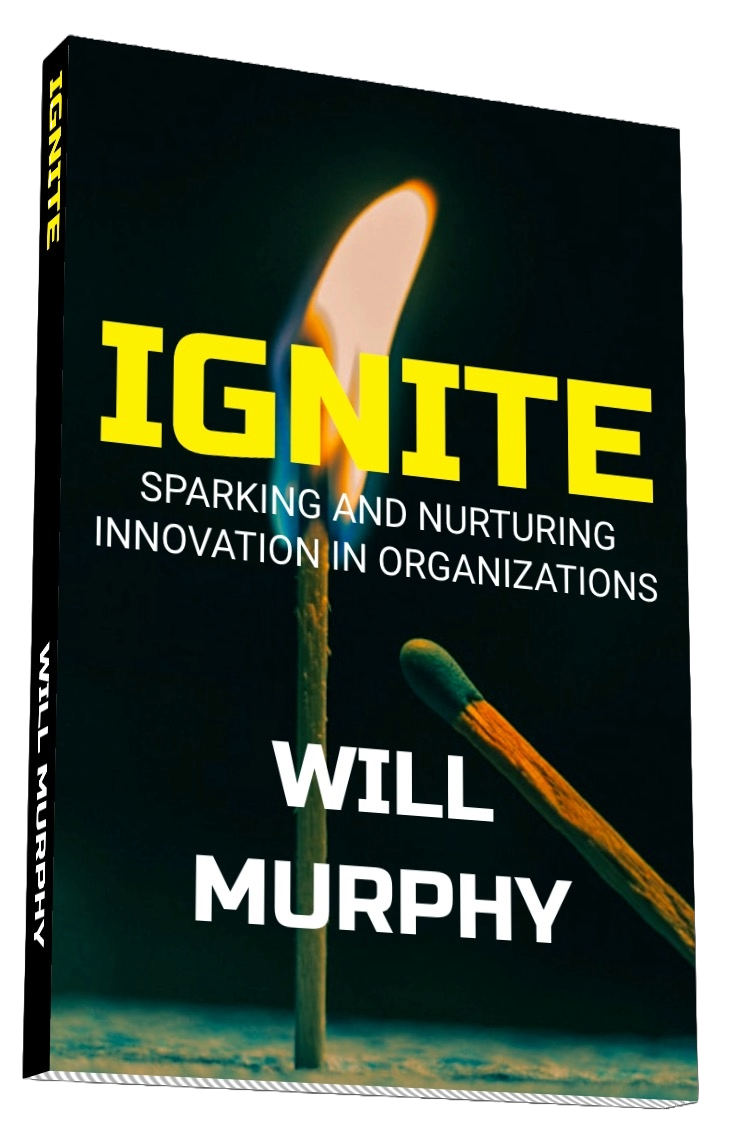 IGNITE
WILL MURPHY
IGNITE
SPARKING AND NURTURING
INNOVATION IN ORGANIZATIONS
WILL
MURPHY